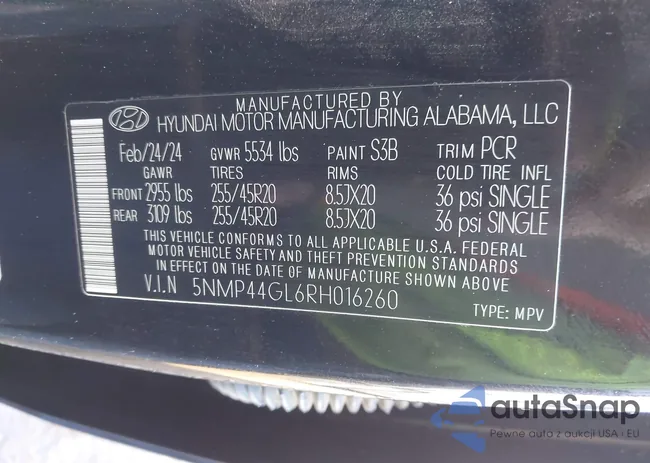 MANUFACTURED BY
HYUNDAI MOTOR MANUFACTURING ALABAMA, LLC
Feb/24/24 GVWR 5534 lbs PAINT S3B TRIM PCR
GAWR TIRES RIMS COLD TIRE INFL
FRONT 2955 lbs 255/45R20 8.5JX20 36 psi SINGLE
REAR 3109 lbs 255/45R20 8.5JX20 36 psi SINGLE
THIS VEHICLE CONFORMS TO ALL APPLICABLE U.S.A. FEDERAL
MOTOR VEHICLE SAFETY AND THEFT PREVENTION STANDARDS
IN EFFECT ON THE DATE OF MANUFACTURE SHOWN ABOVE
V.I.N 5NMP44GL6RH016260
TYPE: MPV
autaSnap
Pewne auta z aukcji USA i EU